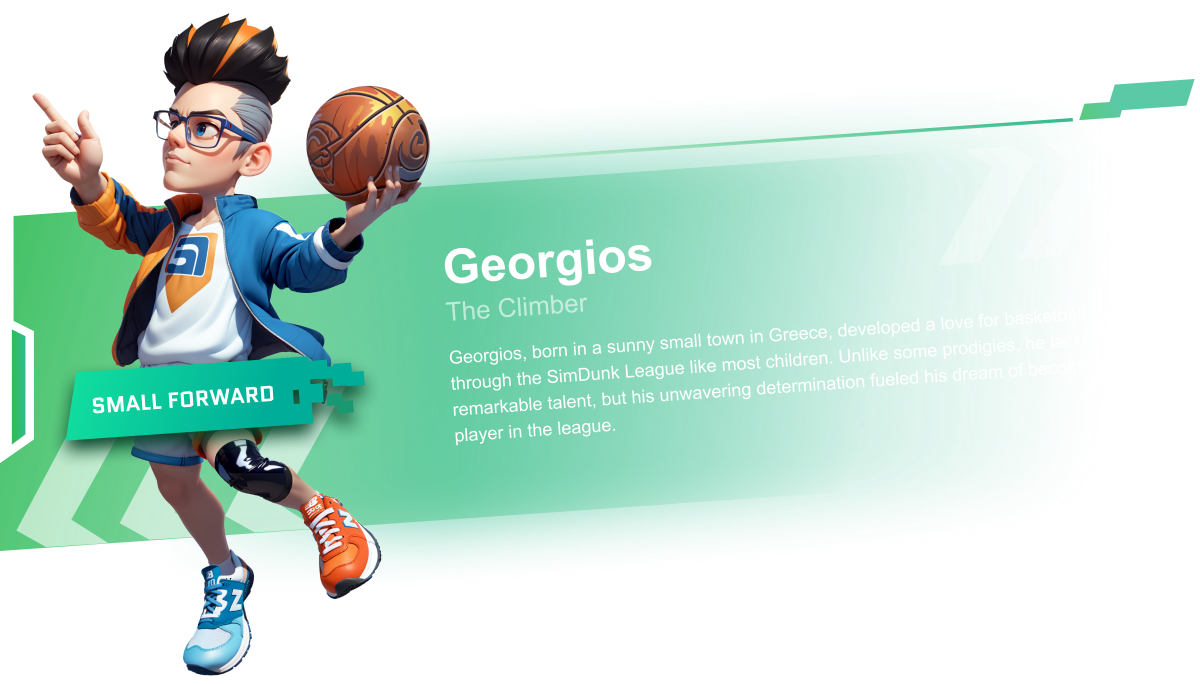 Georgios
The Climber
Georgios, born in a sunny small town in Greece, developed a love for basketball
through the SimDunk League like most children. Unlike some prodigies, he
remarkable talent, but his unwavering determination fueled his dream of
player in the league.
SMALL FORWARD